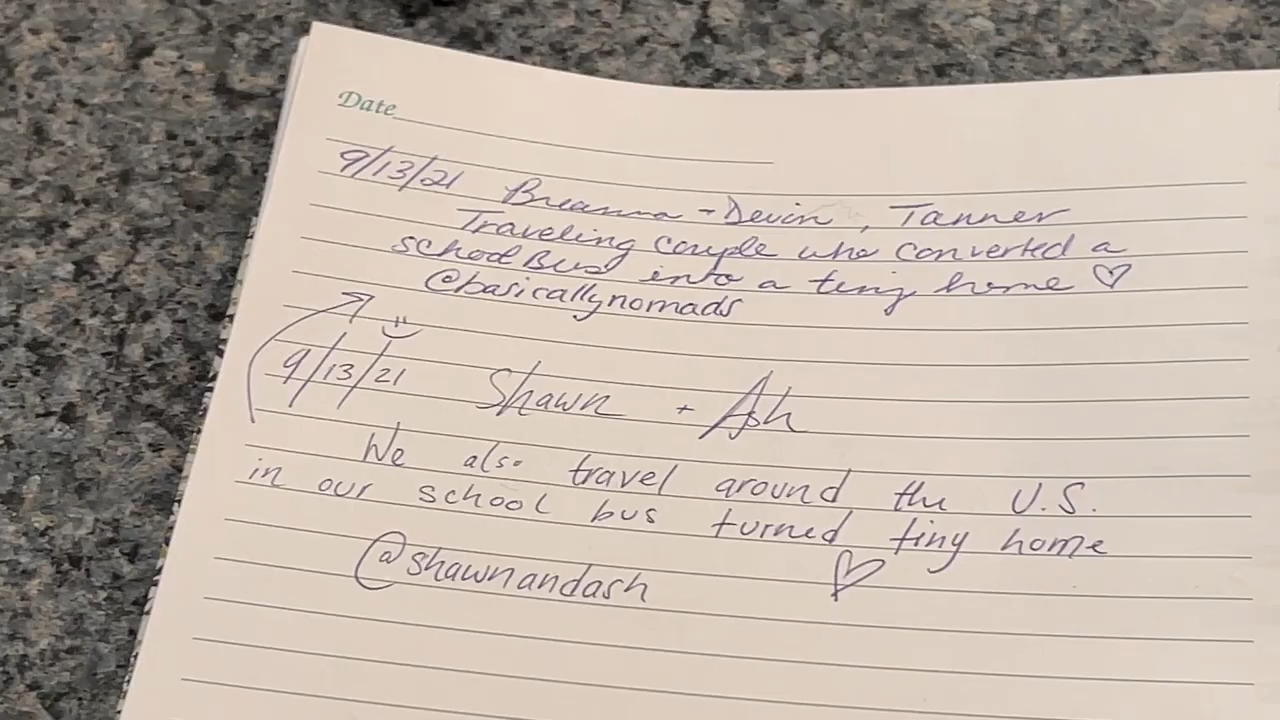 Date
9/13/21 Breanna + Devin, Tanner
Traveling couple who converted a
school Bus into a tiny home ♡
@basicallynomads
9/13/21 Shawn + Ash
We also travel around the U.S.
in our school bus turned tiny home
@shawnandash ♡